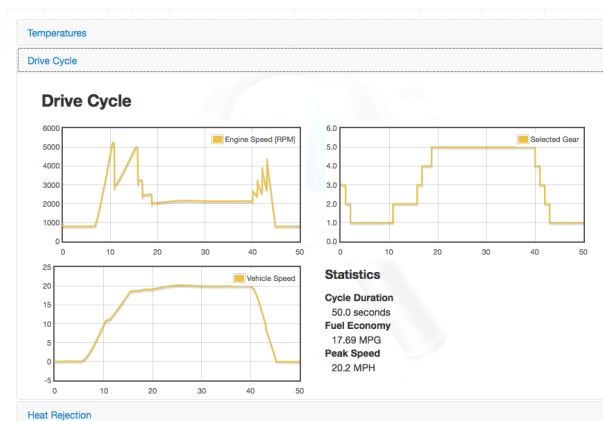 Temperatures
Drive Cycle
Drive Cycle
6000
5000
4000
3000
2000
1000
0
0 10 20 30 40 50
Engine Speed [RPM]
6.0
5.0
4.0
3.0
2.0
1.0
0.0
0 10 20 30 40 50
Selected Gear
25
20
15
10
5
0
-5
0 10 20 30 40 50
Vehicle Speed
Statistics
Cycle Duration
50.0 seconds
Fuel Economy
17.69 MPG
Peak Speed
20.2 MPH
Heat Rejection